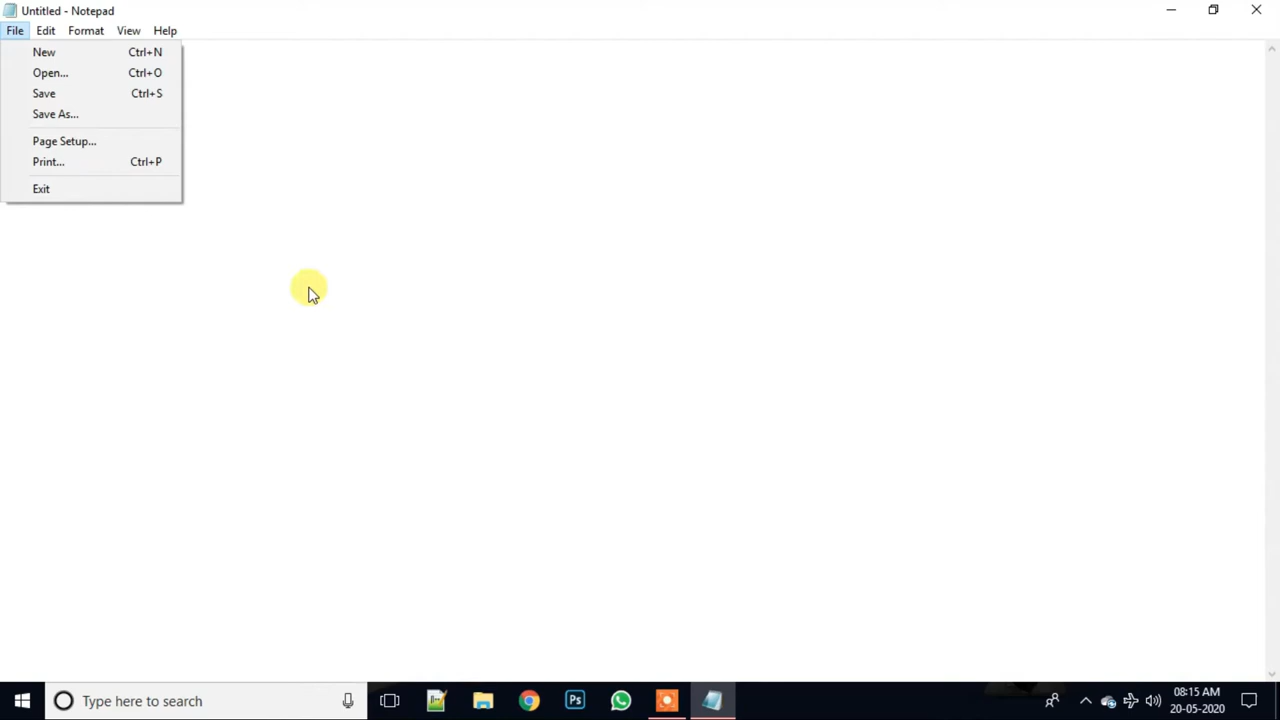 Untitled - Notepad
File Edit Format View Help
New Ctrl+N
Open... Ctrl+O
Save Ctrl+S
Save As...
Page Setup...
Print... Ctrl+P
Exit
Type here to search
Ps
08:15 AM
20-05-2020